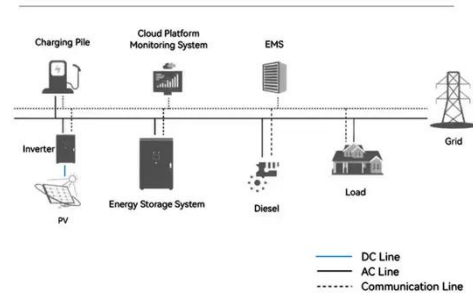 Charging Pile
Cloud Platform
Monitoring System
EMS
Grid
Inverter
PV
Energy Storage System
Diesel
Load
DC Line
AC Line
Communication Line